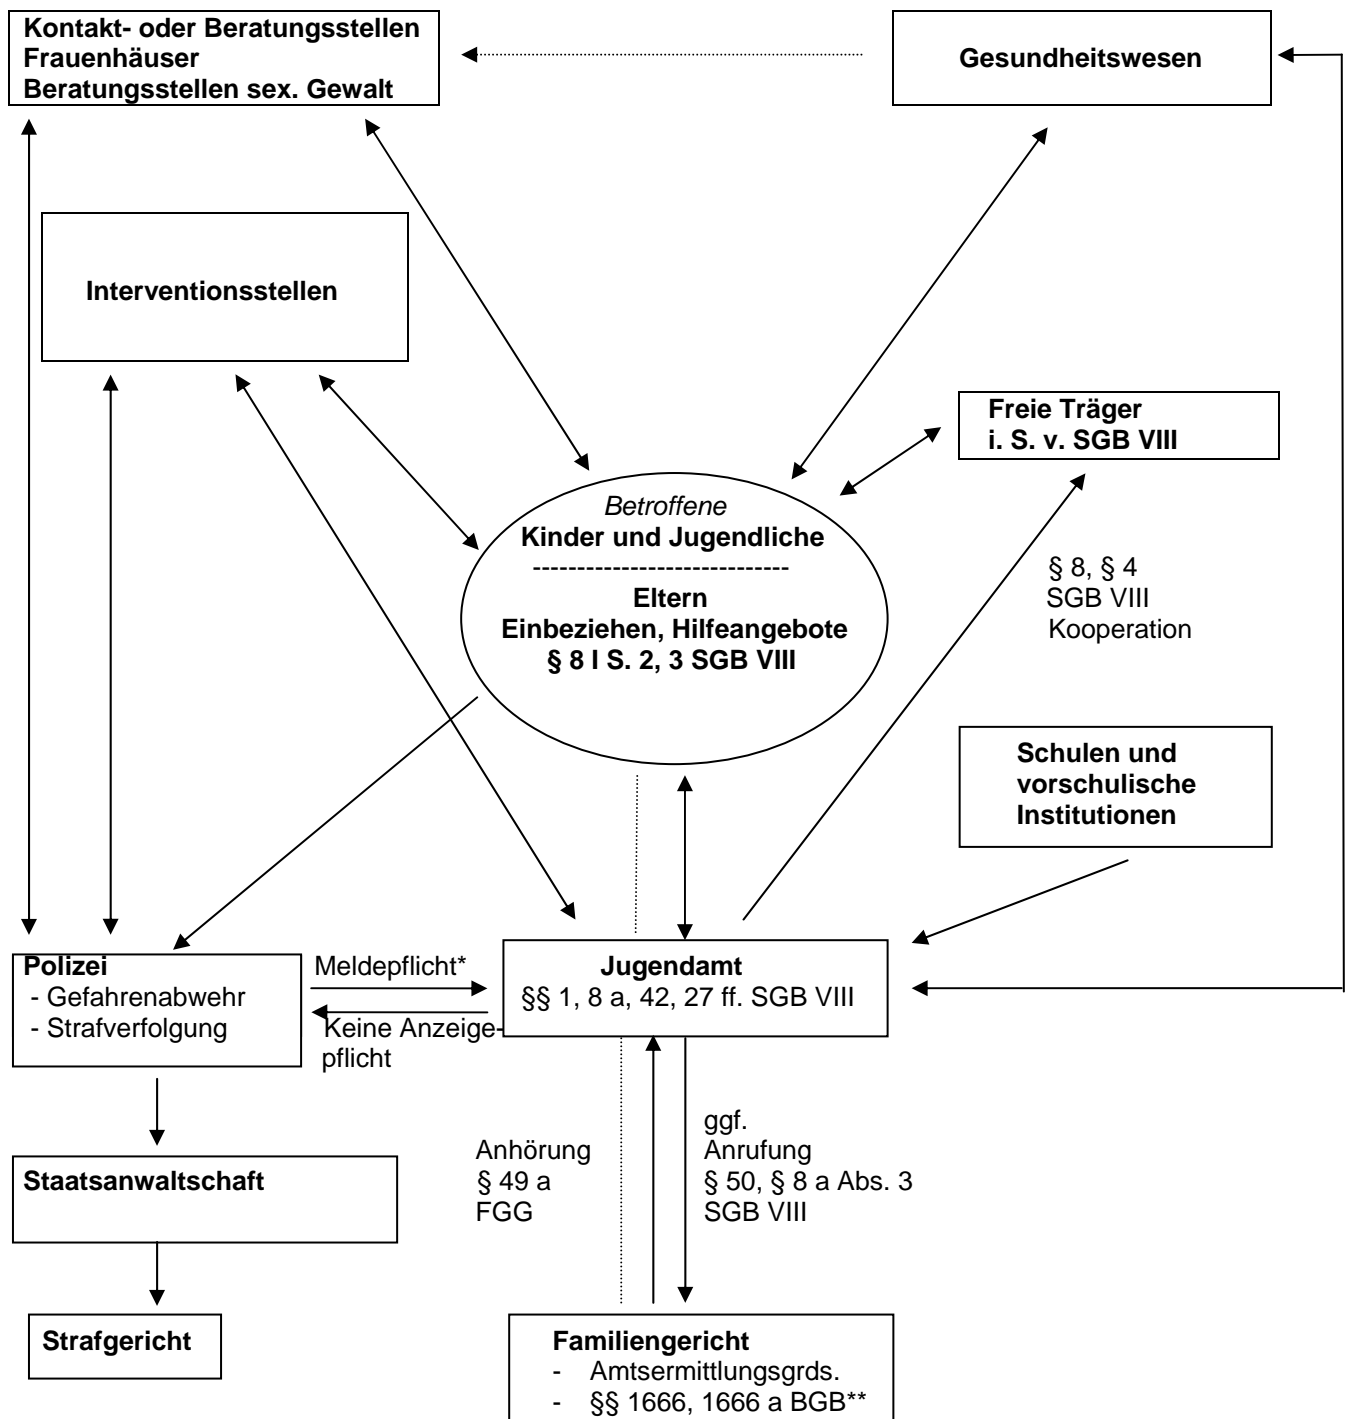 Kontakt- oder Beratungsstellen
Frauenhäuser
Beratungsstellen sex. Gewalt
Gesundheitswesen
Interventionsstellen
Freie Träger
i. S. v. SGB VIII
Betroffene
Kinder und Jugendliche
-----------------------------
Eltern
Einbeziehen, Hilfeangebote
§ 8 I S. 2, 3 SGB VIII
§ 8, § 4
SGB VIII
Kooperation
Schulen und
vorschulische
Institutionen
Polizei
- Gefahrenabwehr
- Strafverfolgung
Meldepflicht*
Keine Anzeige-
pflicht
Jugendamt
§§ 1, 8 a, 42, 27 ff. SGB VIII
Anhörung
§ 49 a
FGG
ggf.
Anrufung
§ 50, § 8 a Abs. 3
SGB VIII
Staatsanwaltschaft
Strafgericht
Familiengericht
- Amtsermittlungsgrds.
- §§ 1666, 1666 a BGB**